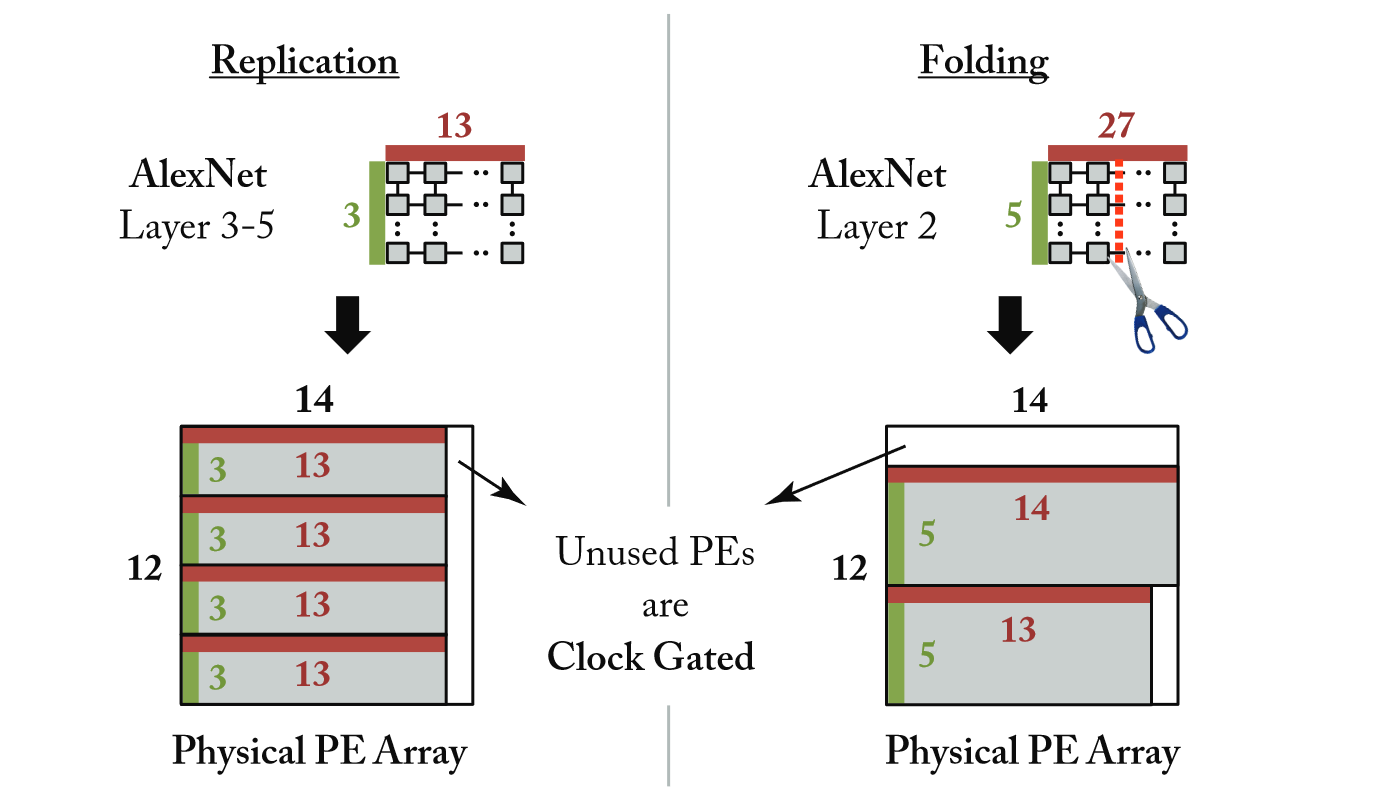 Replication
AlexNet
Layer 3-5
13
3
14
12
3 13
3 13
3 13
3 13
Physical PE Array
Unused PEs
are
Clock Gated
Folding
AlexNet
Layer 2
27
5
14
12
14
5
13
5
Physical PE Array